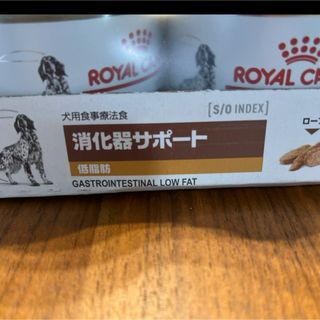 ROYAL CA
ROYAL CA
[S/O INDEX]
犬用食事療法食
消化器サポート
低脂肪
GASTROINTESTINAL LOW FAT
ローフ